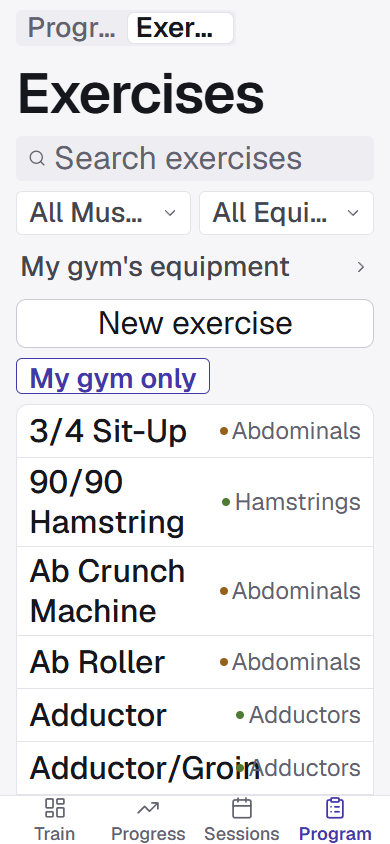 Progr... Exer...
Exercises
Search exercises
All Mus... All Equi...
My gym's equipment
New exercise
My gym only
3/4 Sit-Up Abdominals
90/90
Hamstring Hamstrings
Ab Crunch
Machine Abdominals
Ab Roller Abdominals
Adductor Adductors
Adductor/Groin Adductors
Train Progress Sessions Program